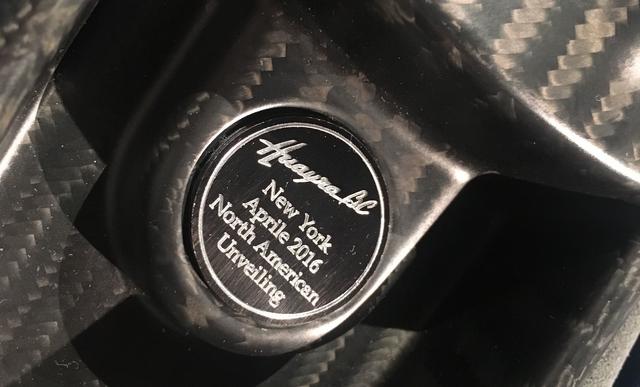 Huayra BC
New York
Aprile 2016
North American
Unveiling